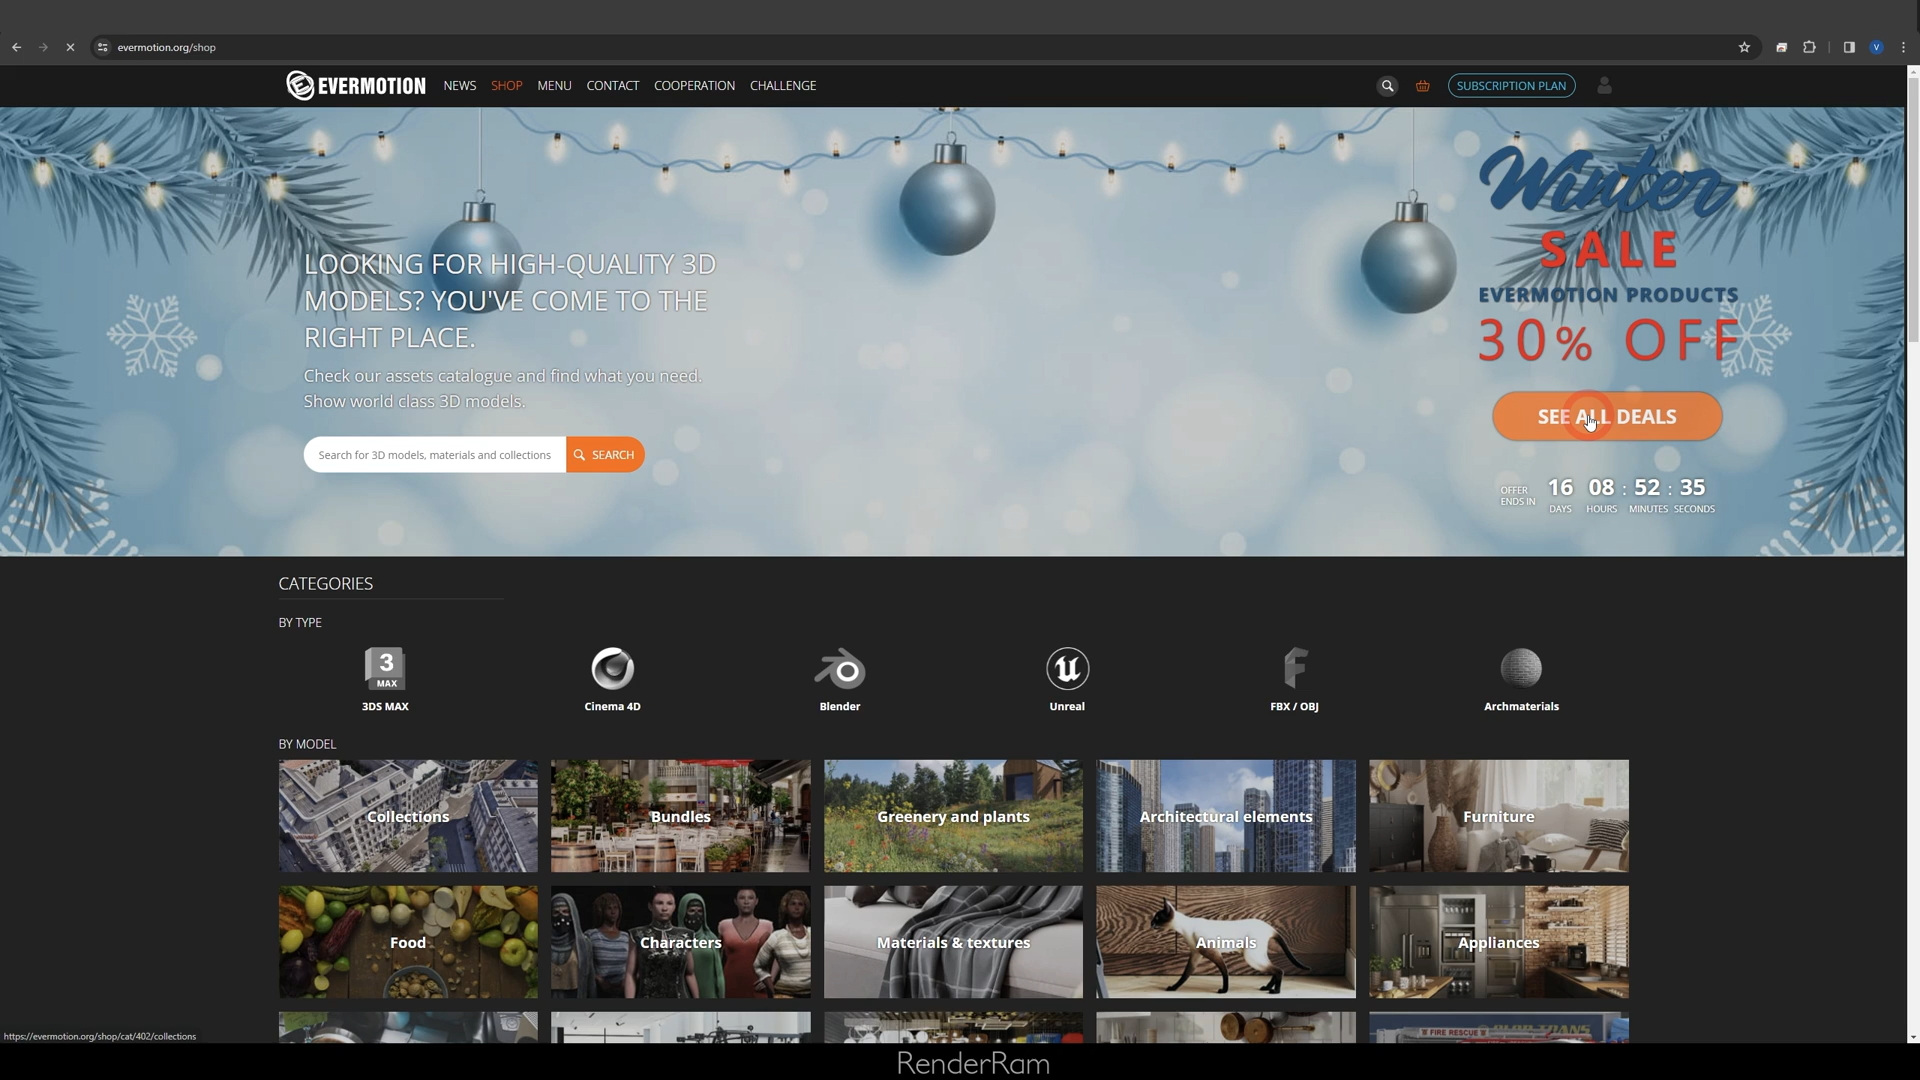 evermotion.org/shop
V
EVERMOTION
NEWS
SHOP
MENU
CONTACT
COOPERATION
CHALLENGE
SUBSCRIPTION PLAN
LOOKING FOR HIGH-QUALITY 3D
MODELS? YOU'VE COME TO THE
RIGHT PLACE.
Check our assets catalogue and find what you need.
Show world class 3D models.
Search for 3D models, materials and collections
SEARCH
Winter
SALE
EVERMOTION PRODUCTS
30% OFF
SEE ALL DEALS
OFFER
ENDS IN
16 08 : 52 : 35
DAYS HOURS MINUTES SECONDS
CATEGORIES
BY TYPE
3
MAX
3DS MAX
Cinema 4D
Blender
Unreal
FBX / OBJ
Archmaterials
BY MODEL
Collections
Bundles
Greenery and plants
Architectural elements
Furniture
Food
Characters
Materials & textures
Animals
Appliances
FIRE RESCUE
https://evermotion.org/shop/cat/402/collections
RenderRam